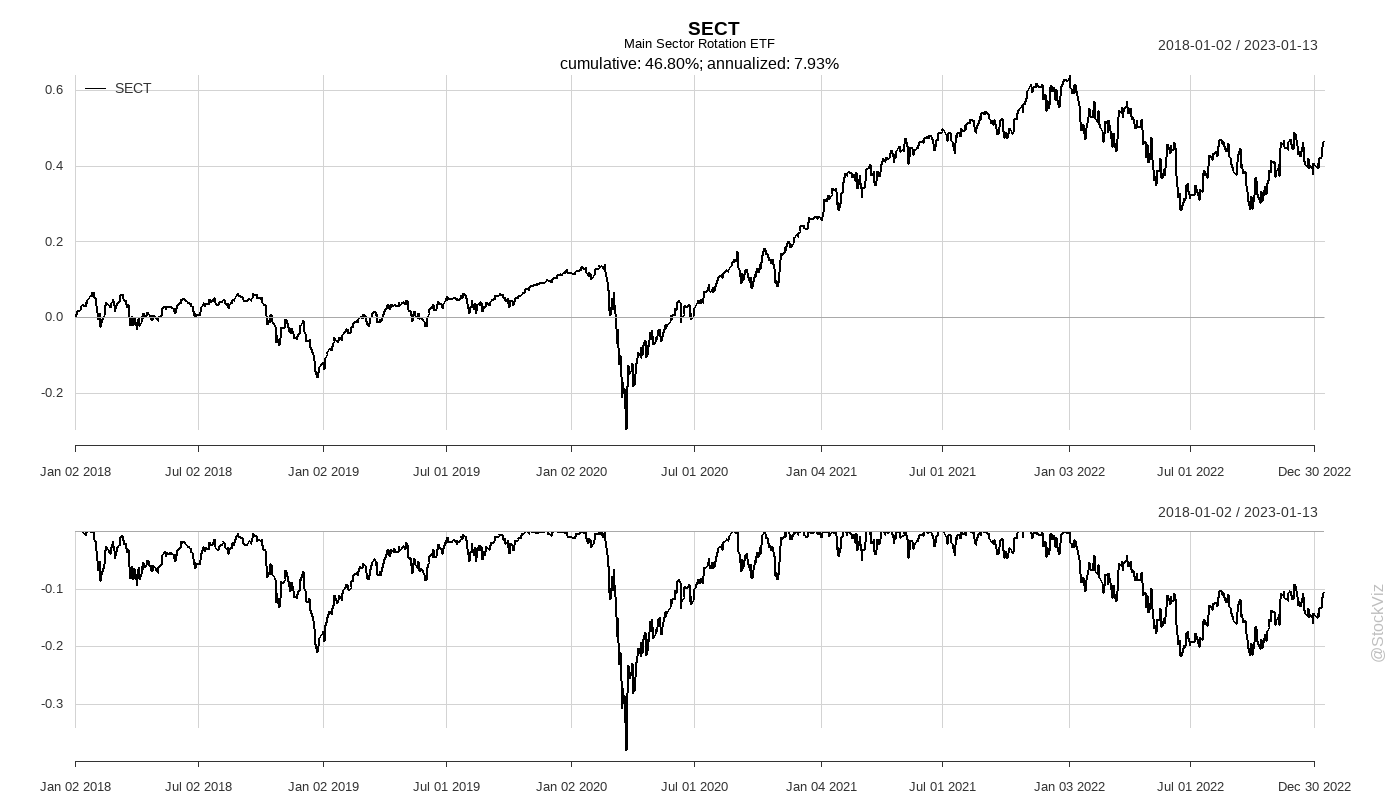 SECT
Main Sector Rotation ETF
2018-01-02 / 2023-01-13
cumulative: 46.80%; annualized: 7.93%
SECT
0.6
0.4
0.2
0.0
-0.2
Jan 02 2018 Jul 02 2018 Jan 02 2019 Jul 01 2019 Jan 02 2020 Jul 01 2020 Jan 04 2021 Jul 01 2021 Jan 03 2022 Jul 01 2022 Dec 30 2022
2018-01-02 / 2023-01-13
-0.1
-0.2
-0.3
@StockViz
Jan 02 2018 Jul 02 2018 Jan 02 2019 Jul 01 2019 Jan 02 2020 Jul 01 2020 Jan 04 2021 Jul 01 2021 Jan 03 2022 Jul 01 2022 Dec 30 2022